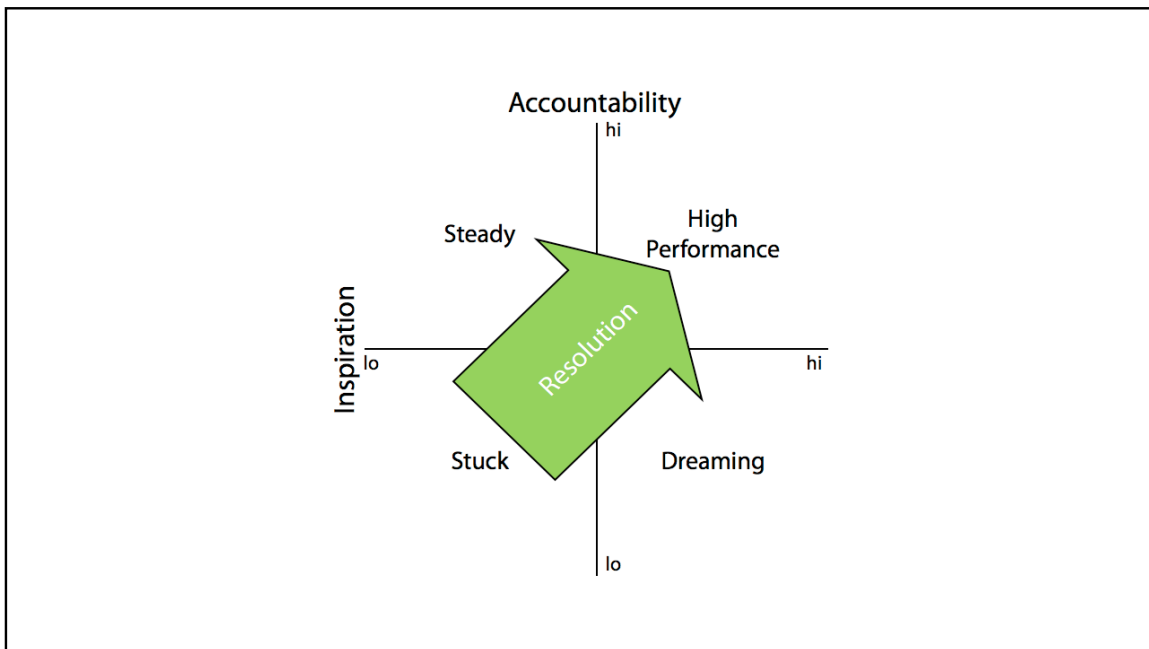 Accountability
hi
High
Performance
Steady
Resolution
Inspiration
lo
hi
Stuck
Dreaming
lo